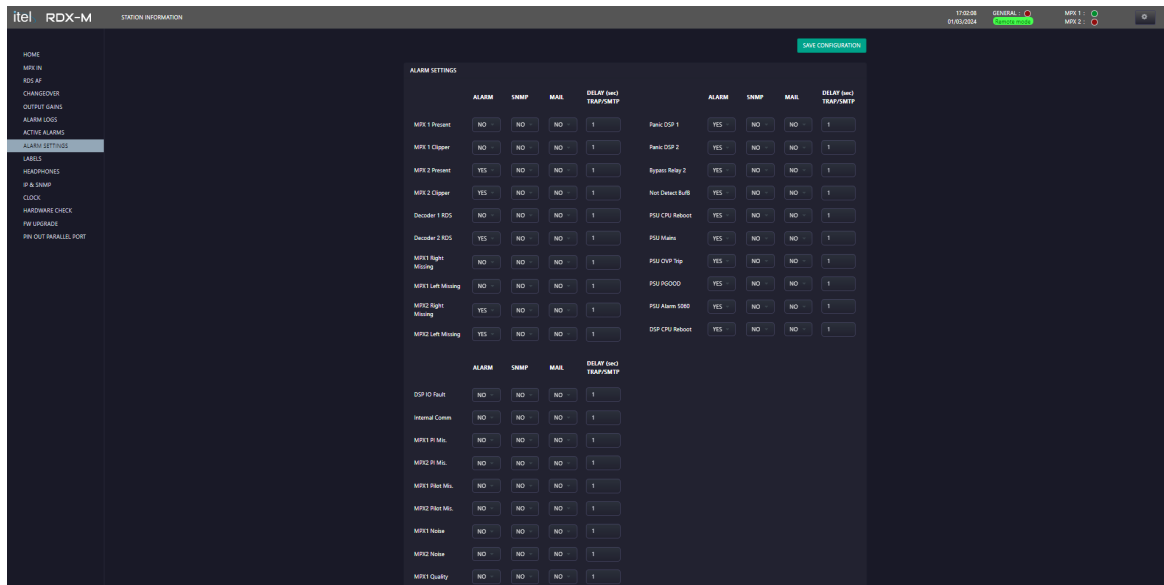 itel RDX-M STATION INFORMATION 17:02:08 GENERAL : MPX 1 :
01/03/2024 Remote mode MPX 2 :
SAVE CONFIGURATION
HOME
MPX IN
RDS AF
CHANGEOVER
OUTPUT GAINS
ALARM LOGS
ACTIVE ALARMS
ALARM SETTINGS
LABELS
HEADPHONES
IP & SNMP
CLOCK
HARDWARE CHECK
FW UPGRADE
PIN OUT PARALLEL PORT
ALARM SETTINGS
ALARM SNMP MAIL DELAY (sec) TRAP/SMTP
MPX 1 Present NO NO NO 1
MPX 1 Clipper NO NO NO 1
MPX 2 Present YES NO NO 1
MPX 2 Clipper YES NO NO 1
Decoder 1 RDS NO NO NO 1
Decoder 2 RDS YES NO NO 1
MPX1 Right Missing NO NO NO 1
MPX1 Left Missing NO NO NO 1
MPX2 Right Missing YES NO NO 1
MPX2 Left Missing YES NO NO 1
ALARM SNMP MAIL DELAY (sec) TRAP/SMTP
Panic DSP 1 YES NO NO 1
Panic DSP 2 YES NO NO 1
Bypass Relay 2 YES NO NO 1
Not Detect BufB YES NO NO 1
PSU CPU Reboot YES NO NO 1
PSU Mains YES NO NO 1
PSU OVP Trip YES NO NO 1
PSU PGOOD YES NO NO 1
PSU Alarm 5080 YES NO NO 1
DSP CPU Reboot YES NO NO 1
ALARM SNMP MAIL DELAY (sec) TRAP/SMTP
DSP IO Fault NO NO NO 1
Internal Comm NO NO NO 1
MPX1 PI Mis. NO NO NO 1
MPX2 PI Mis. NO NO NO 1
MPX1 Pilot Mis. NO NO NO 1
MPX2 Pilot Mis. NO NO NO 1
MPX1 Noise NO NO NO 1
MPX2 Noise NO NO NO 1
MPX1 Quality NO NO NO 1